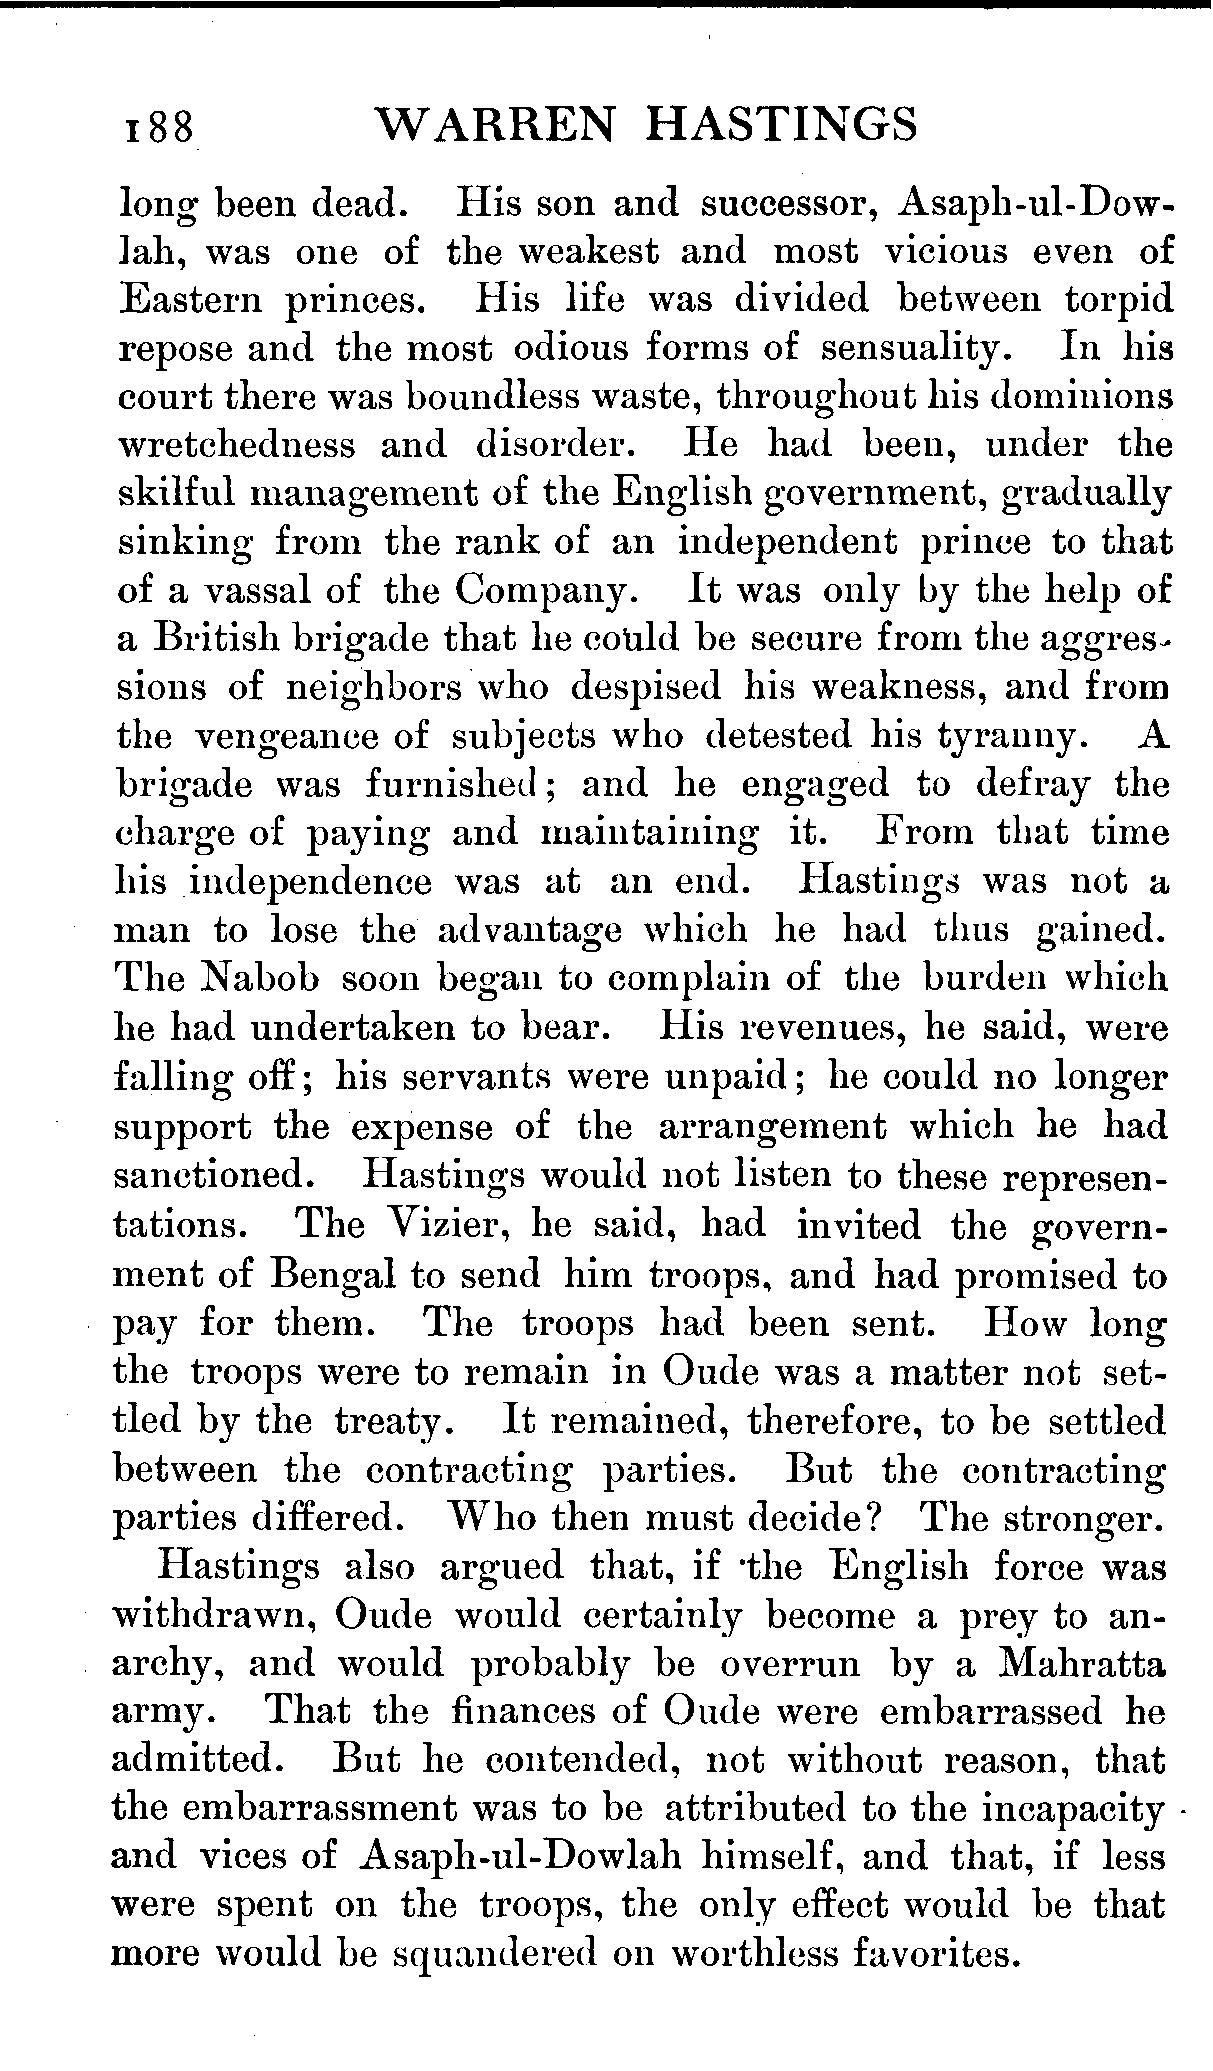 188 WARREN HASTINGS
long been dead. His son and successor, Asaph-ul-Dow-
lah, was one of the weakest and most vicious even of
Eastern princes. His life was divided between torpid
repose and the most odious forms of sensuality. In his
court there was boundless waste, throughout his dominions
wretchedness and disorder. He had been, under the
skilful management of the English government, gradually
sinking from the rank of an independent prince to that
of a vassal of the Company. It was only by the help of
a British brigade that he could be secure from the aggres-
sions of neighbors who despised his weakness, and from
the vengeance of subjects who detested his tyranny. A
brigade was furnished; and he engaged to defray the
charge of paying and maintaining it. From that time
his independence was at an end. Hastings was not a
man to lose the advantage which he had thus gained.
The Nabob soon began to complain of the burden which
he had undertaken to bear. His revenues, he said, were
falling off; his servants were unpaid; he could no longer
support the expense of the arrangement which he had
sanctioned. Hastings would not listen to these represen-
tations. The Vizier, he said, had invited the govern-
ment of Bengal to send him troops, and had promised to
pay for them. The troops had been sent. How long
the troops were to remain in Oude was a matter not set-
tled by the treaty. It remained, therefore, to be settled
between the contracting parties. But the contracting
parties differed. Who then must decide? The stronger.
Hastings also argued that, if the English force was
withdrawn, Oude would certainly become a prey to an-
archy, and would probably be overrun by a Mahratta
army. That the finances of Oude were embarrassed he
admitted. But he contended, not without reason, that
the embarrassment was to be attributed to the incapacity
and vices of Asaph-ul-Dowlah himself, and that, if less
were spent on the troops, the only effect would be that
more would be squandered on worthless favorites.